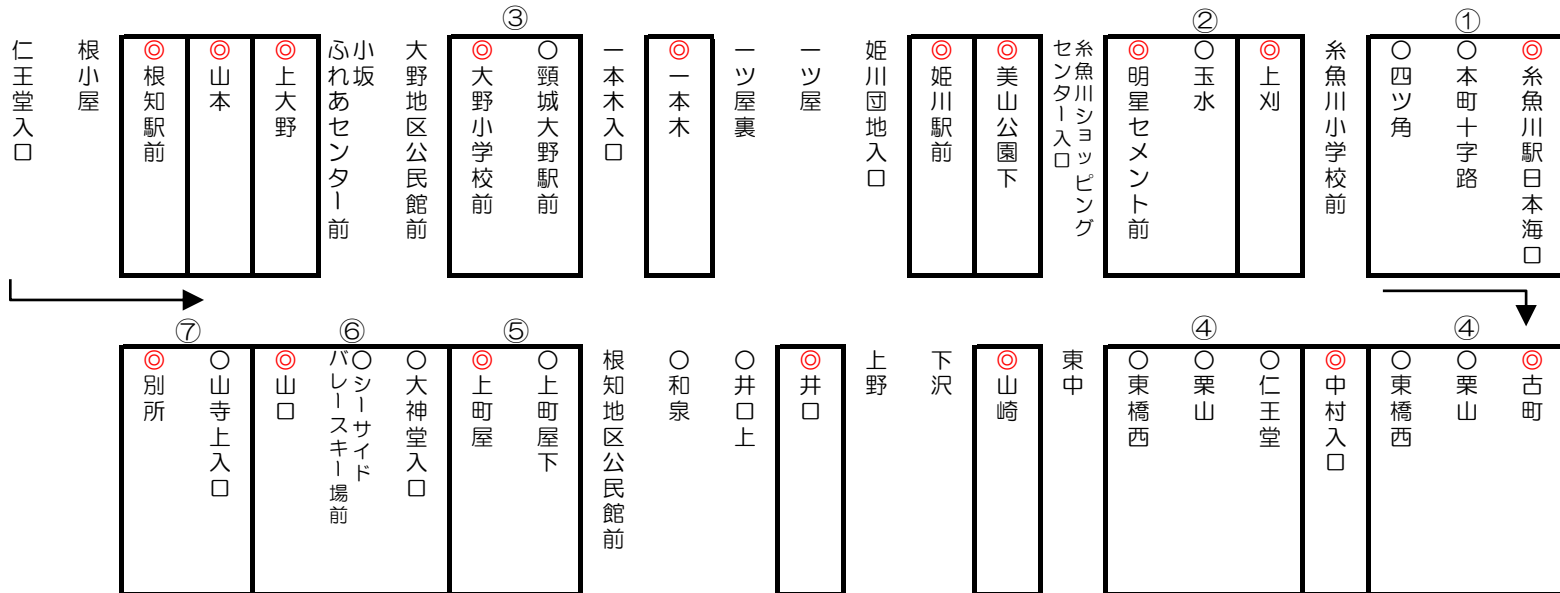 ①
◎糸魚川駅日本海口
○本町十字路
○四ツ角
糸魚川小学校前
②
◎上刈
○玉水
◎明星セメント前
糸魚川ショッピング
センター入口
◎美山公園下
◎姫川駅前
姫川団地入口
一ツ屋
一ツ屋裏
◎一本木
一本木入口
③
○頸城大野駅前
◎大野小学校前
大野地区公民館前
小坂
ふれあセンター前
◎上大野
◎山本
◎根知駅前
根小屋
仁王堂入口
④
◎古町
○栗山
○東橋西
◎中村入口
④
○仁王堂
○栗山
○東橋西
東中
◎山崎
下沢
上野
◎井口
○井口上
○和泉
根知地区公民館前
⑤
○上町屋下
◎上町屋
⑥
○大神堂入口
○シーサイド
バレースキー場前
◎山口
⑦
○山寺上入口
◎別所